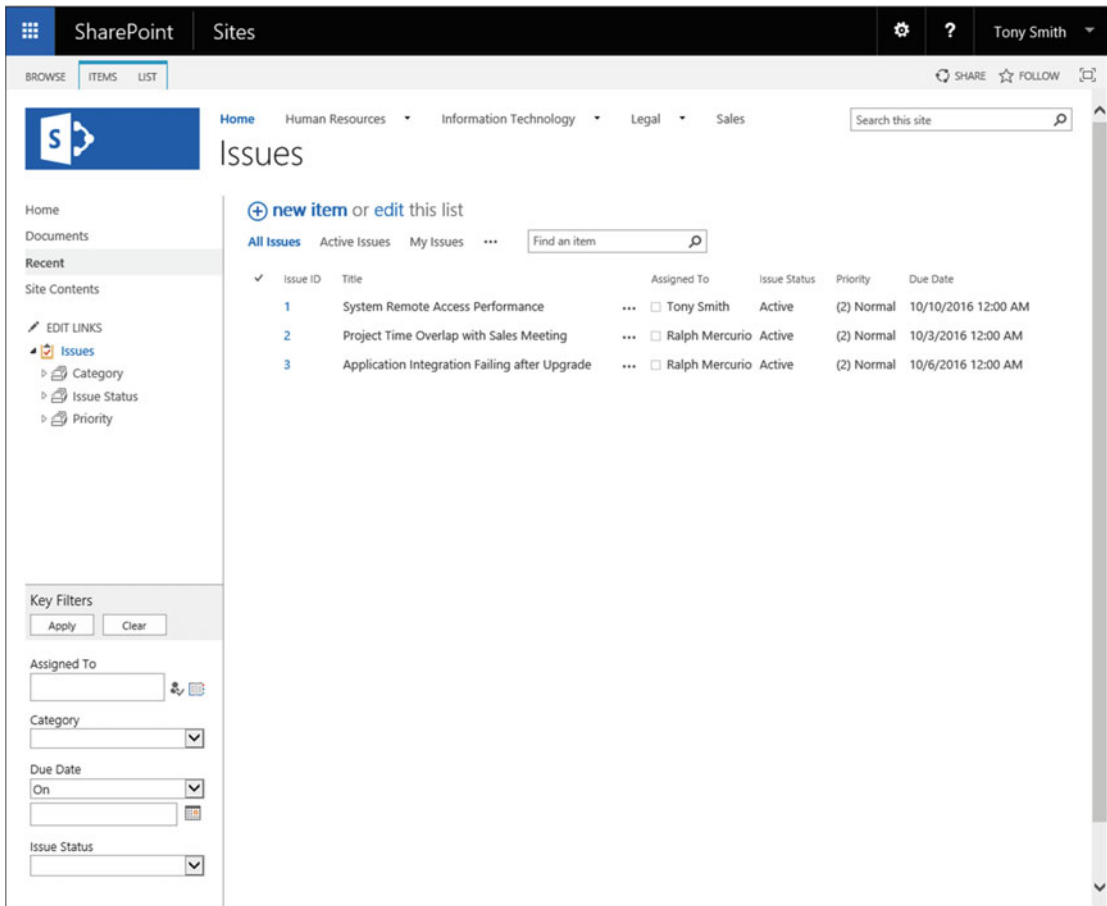 SharePoint Sites ? Tony Smith
BROWSE ITEMS LIST SHARE FOLLOW
S
Home Human Resources Information Technology Legal Sales Search this site
Issues
Home
Documents
Recent
Site Contents
EDIT LINKS
Issues
Category
Issue Status
Priority
new item or edit this list
All Issues Active Issues My Issues ... Find an item
Issue ID Title Assigned To Issue Status Priority Due Date
1 System Remote Access Performance ... Tony Smith Active (2) Normal 10/10/2016 12:00 AM
2 Project Time Overlap with Sales Meeting ... Ralph Mercurio Active (2) Normal 10/3/2016 12:00 AM
3 Application Integration Failing after Upgrade ... Ralph Mercurio Active (2) Normal 10/6/2016 12:00 AM
Key Filters
Apply Clear
Assigned To
Category
Due Date
On
Issue Status